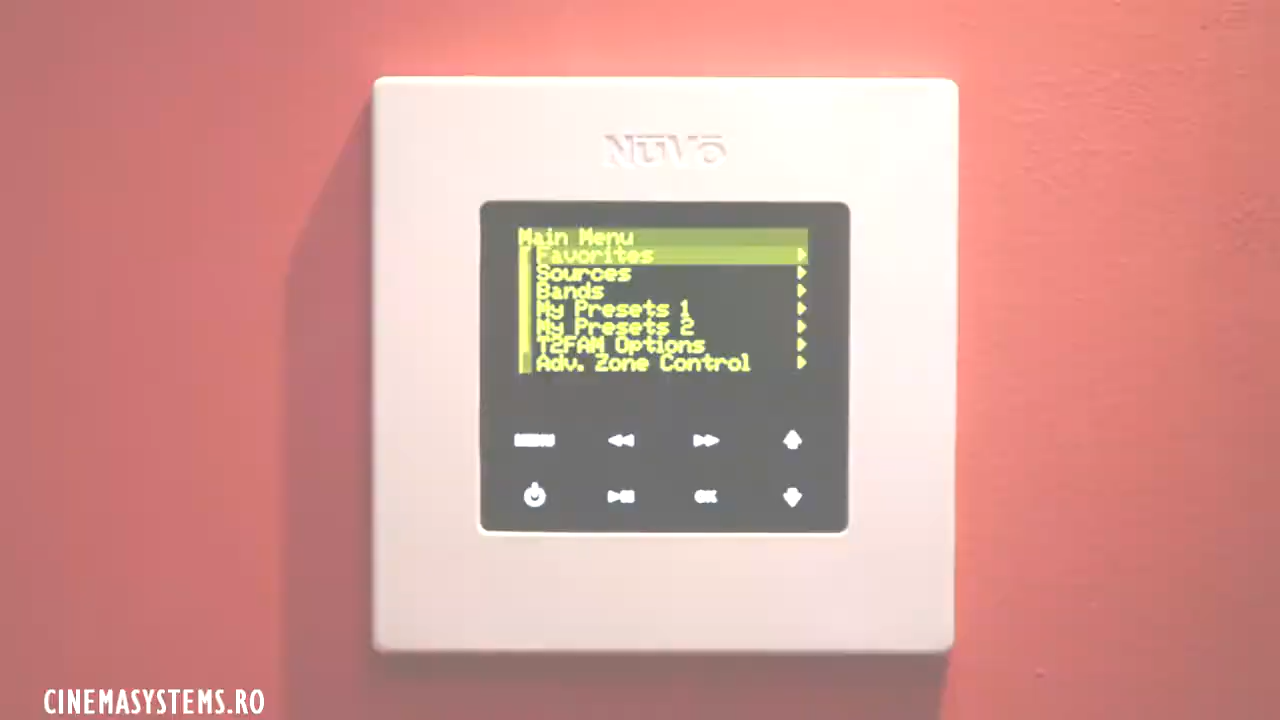 NUVO
Main Menu
Favorites
Sources
Bands
My Presets 1
My Presets 2
T2FAM Options
Adv. Zone Control
MENU
OK
CINEMASYSTEMS.RO